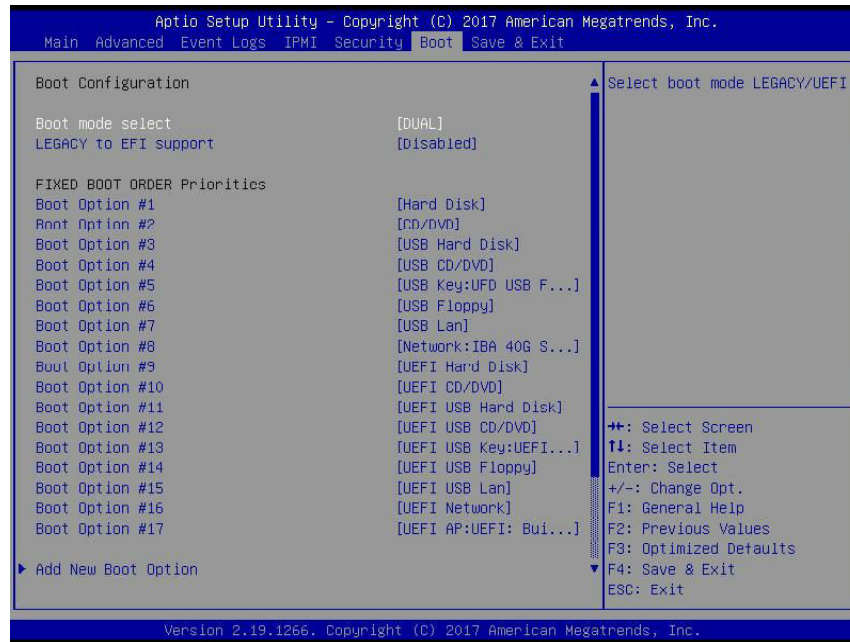 Aptio Setup Utility – Copyright (C) 2017 American Megatrends, Inc.
Main Advanced Event Logs IPMI Security Boot Save & Exit
Boot Configuration
Boot mode select [DUAL]
LEGACY to EFI support [Disabled]
FIXED BOOT ORDER Priorities
Boot Option #1 [Hard Disk]
Boot Option #2 [CD/DVD]
Boot Option #3 [USB Hard Disk]
Boot Option #4 [USB CD/DVD]
Boot Option #5 [USB Key:UFD USB F...]
Boot Option #6 [USB Floppy]
Boot Option #7 [USB Lan]
Boot Option #8 [Network:IBA 40G S...]
Boot Option #9 [UEFI Hard Disk]
Boot Option #10 [UEFI CD/DVD]
Boot Option #11 [UEFI USB Hard Disk]
Boot Option #12 [UEFI USB CD/DVD]
Boot Option #13 [UEFI USB Key:UEFI...]
Boot Option #14 [UEFI USB Floppy]
Boot Option #15 [UEFI USB Lan]
Boot Option #16 [UEFI Network]
Boot Option #17 [UEFI AP:UEFI: Bui...]
Add New Boot Option
Select boot mode LEGACY/UEFI
→←: Select Screen
↑↓: Select Item
Enter: Select
+/-: Change Opt.
F1: General Help
F2: Previous Values
F3: Optimized Defaults
F4: Save & Exit
ESC: Exit
Version 2.19.1266. Copyright (C) 2017 American Megatrends, Inc.